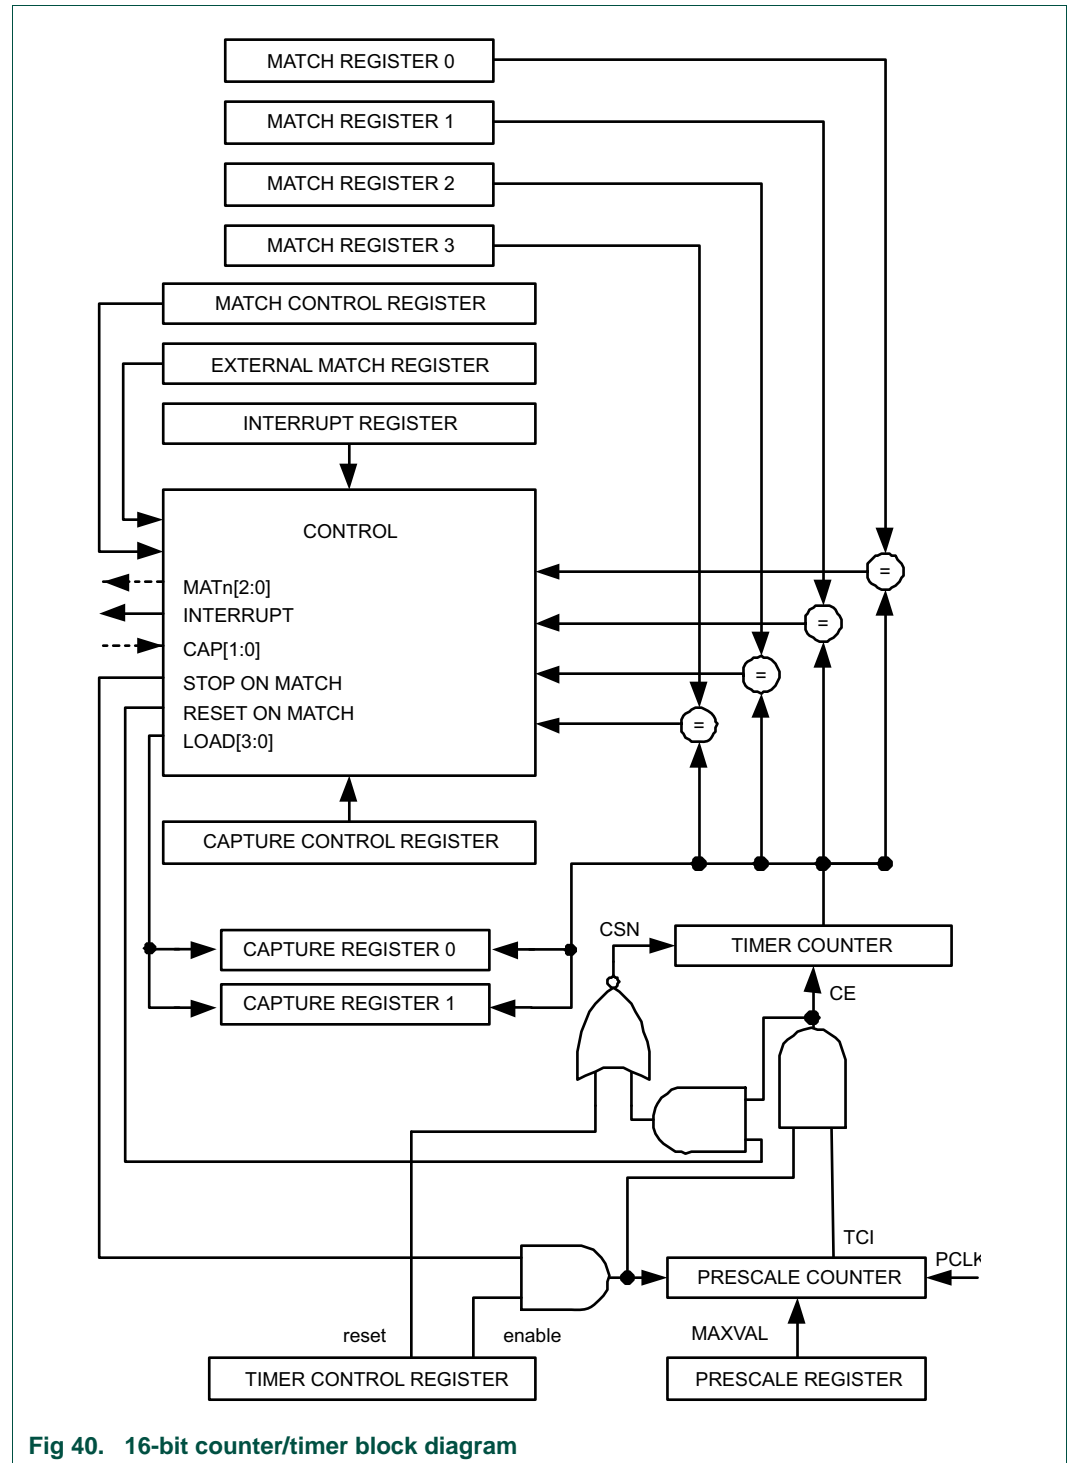 MATCH REGISTER 0
MATCH REGISTER 1
MATCH REGISTER 2
MATCH REGISTER 3
MATCH CONTROL REGISTER
EXTERNAL MATCH REGISTER
INTERRUPT REGISTER
CONTROL
=
=
=
=
MATn[2:0]
INTERRUPT
CAP[1:0]
STOP ON MATCH
RESET ON MATCH
LOAD[3:0]
CAPTURE CONTROL REGISTER
CSN
TIMER COUNTER
CAPTURE REGISTER 0
CE
CAPTURE REGISTER 1
TCI
PCLK
PRESCALE COUNTER
reset
enable
MAXVAL
TIMER CONTROL REGISTER
PRESCALE REGISTER
Fig 40. 16-bit counter/timer block diagram